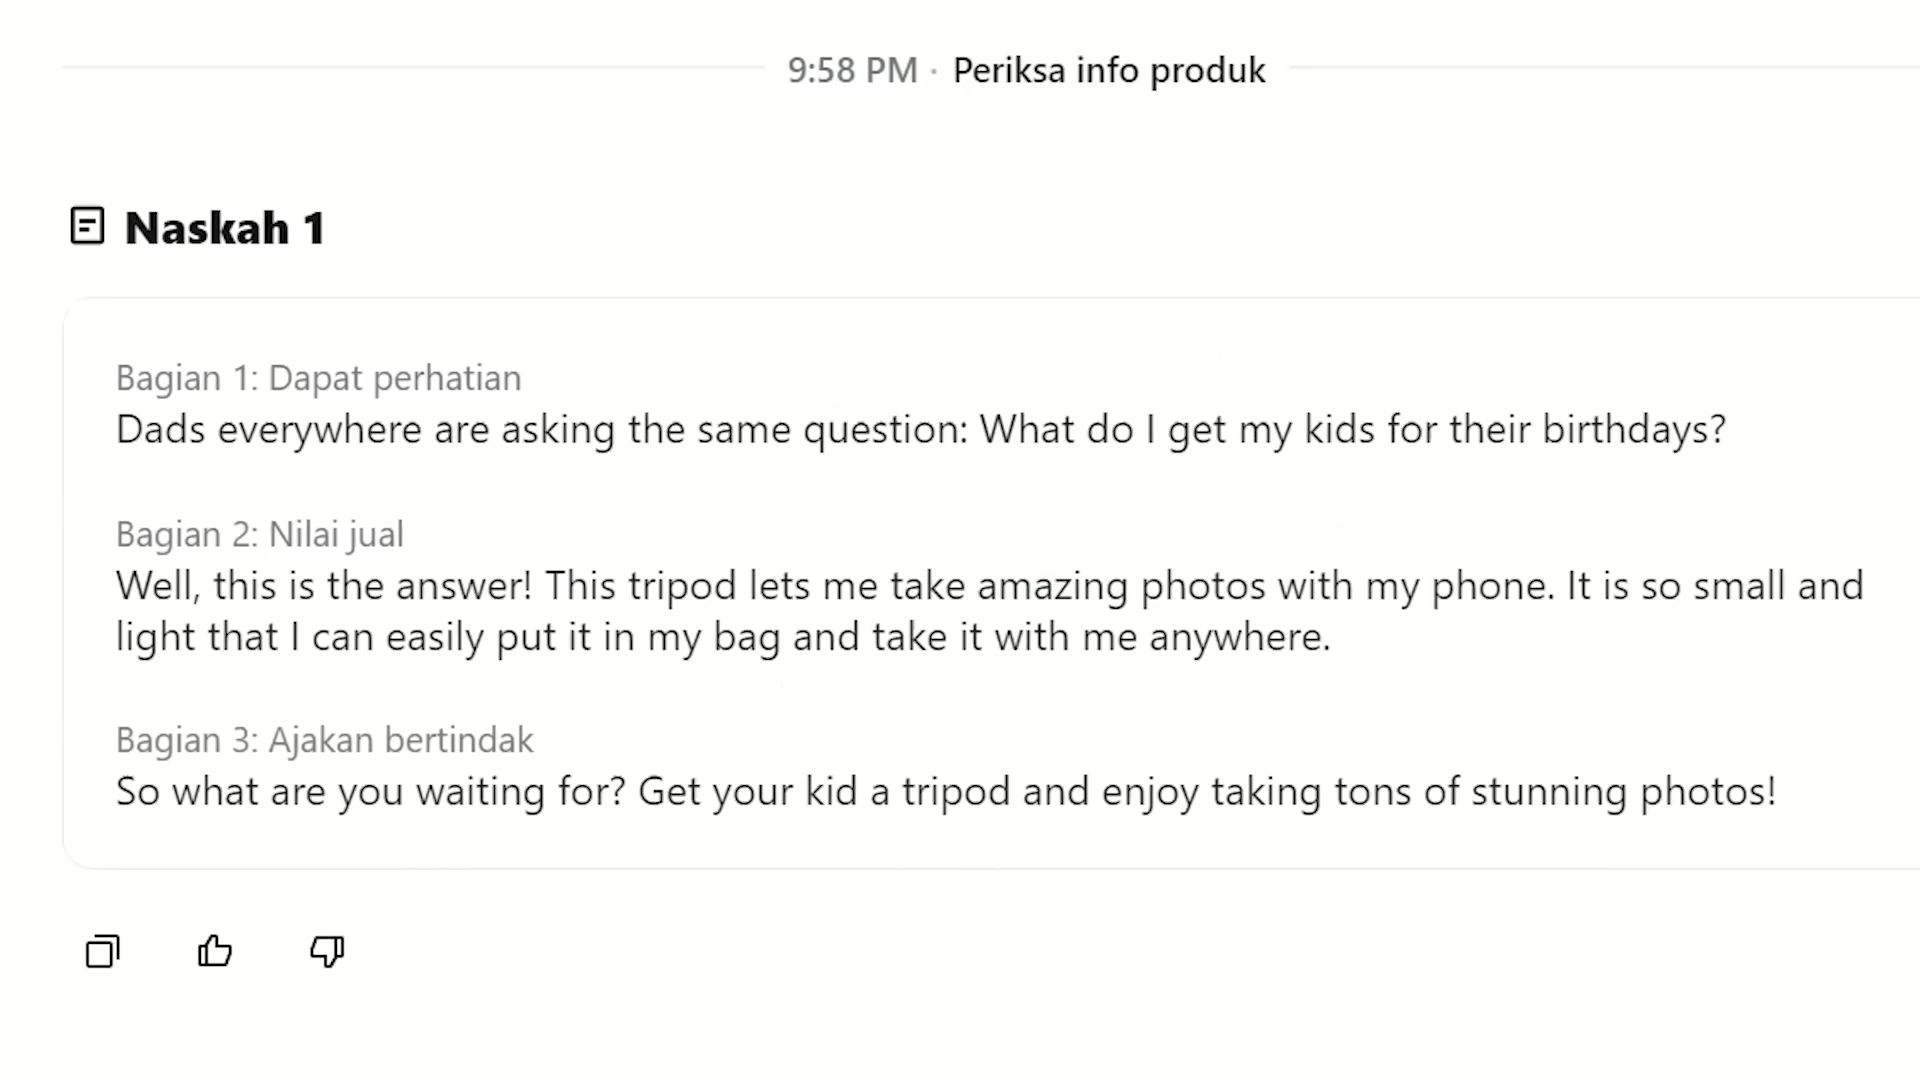 9:58 PM · Periksa info produk
Naskah 1
Bagian 1: Dapat perhatian
Dads everywhere are asking the same question: What do I get my kids for their birthdays?
Bagian 2: Nilai jual
Well, this is the answer! This tripod lets me take amazing photos with my phone. It is so small and
light that I can easily put it in my bag and take it with me anywhere.
Bagian 3: Ajakan bertindak
So what are you waiting for? Get your kid a tripod and enjoy taking tons of stunning photos!